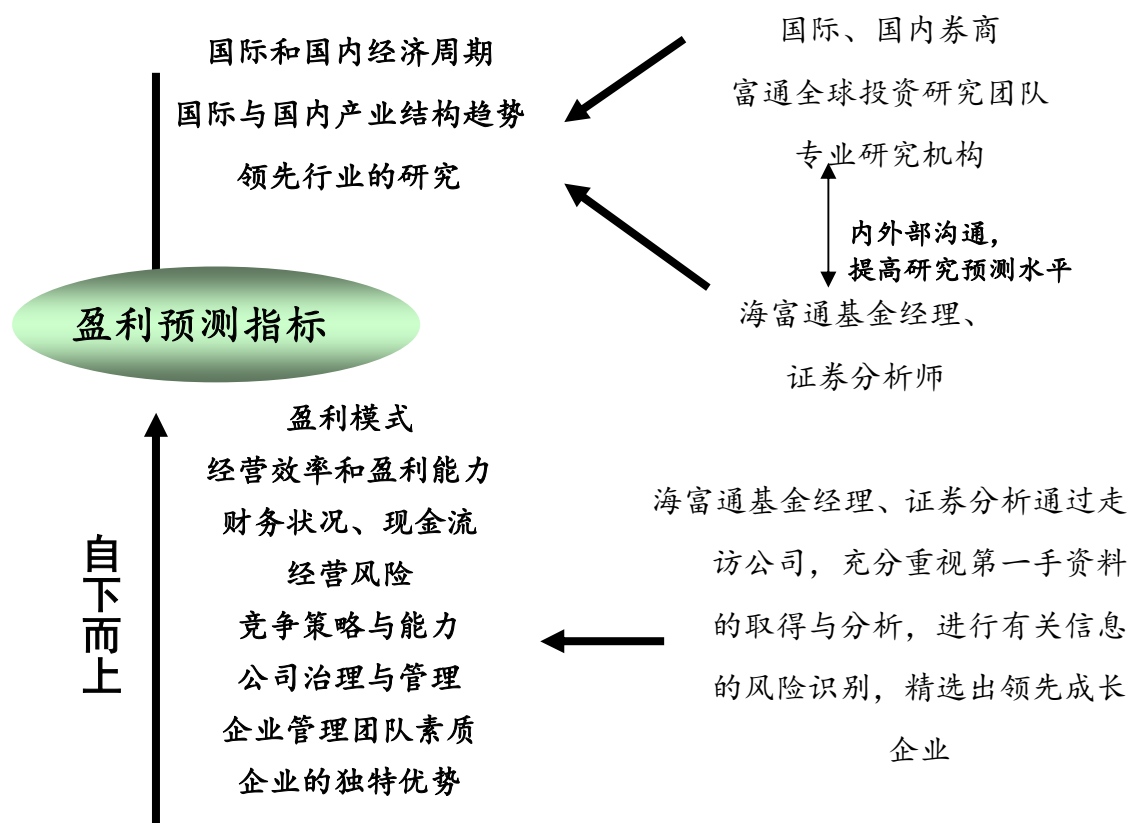 国际和国内经济周期
国际与国内产业结构趋势
领先行业的研究
国际、国内券商
富通全球投资研究团队
专业研究机构
内外部沟通，
提高研究预测水平
海富通基金经理、
证券分析师
盈利预测指标
自下而上
盈利模式
经营效率和盈利能力
财务状况、现金流
经营风险
竞争策略与能力
公司治理与管理
企业管理团队素质
企业的独特优势
海富通基金经理、证券分析通过走
访公司，充分重视第一手资料
的取得与分析，进行有关信息
的风险识别，精选出领先成长
企业